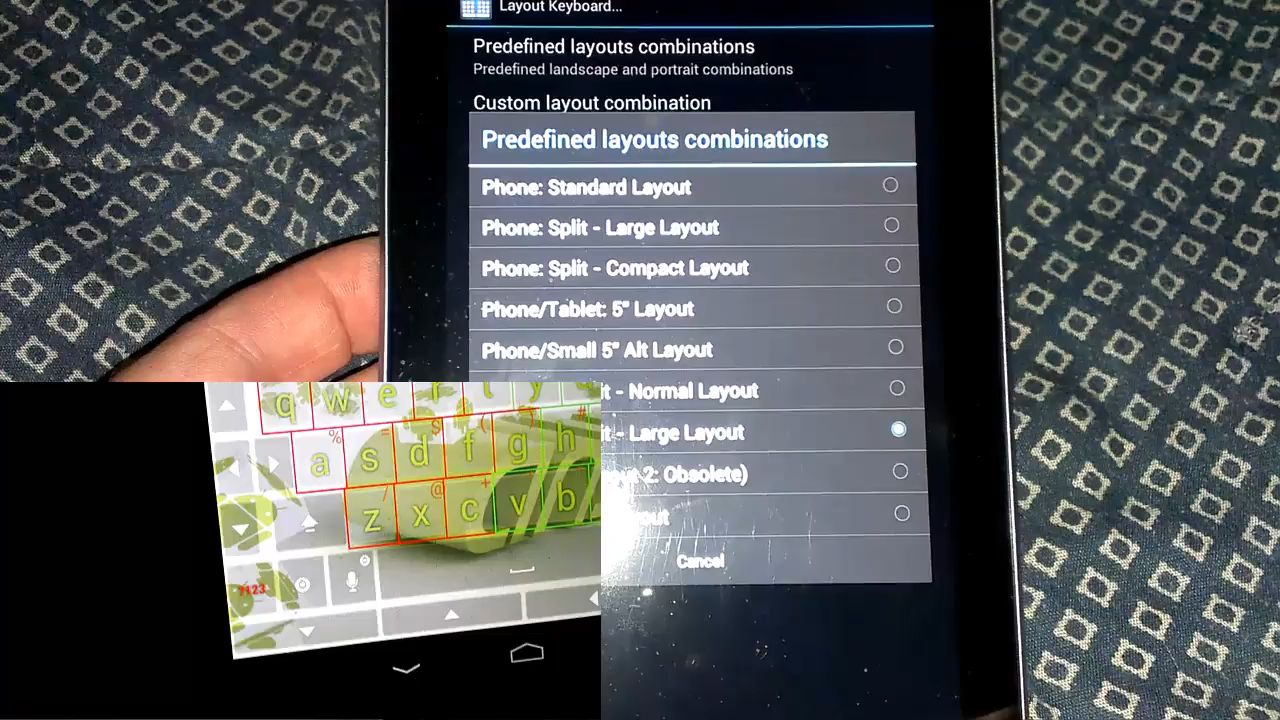 Layout Keyboard...
Predefined layouts combinations
Predefined landscape and portrait combinations
Custom layout combination
Predefined layouts combinations
Phone: Standard Layout
Phone: Split - Large Layout
Phone: Split - Compact Layout
Phone/Tablet: 5" Layout
Phone/Small 5" Alt Layout
it - Normal Layout
it - Large Layout
2: Obsolete)
Cancel
q w e r t y
% = $ ( ) #
a s d f g h
/ @ +
z x c v b
?123